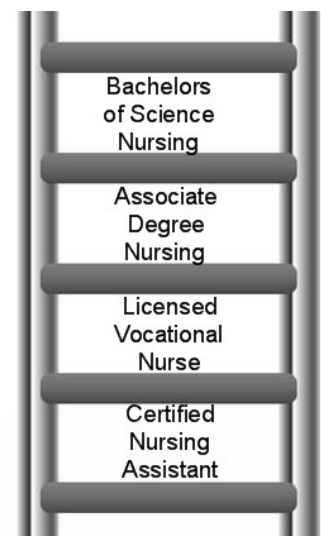 Bachelors
of Science
Nursing
Associate
Degree
Nursing
Licensed
Vocational
Nurse
Certified
Nursing
Assistant